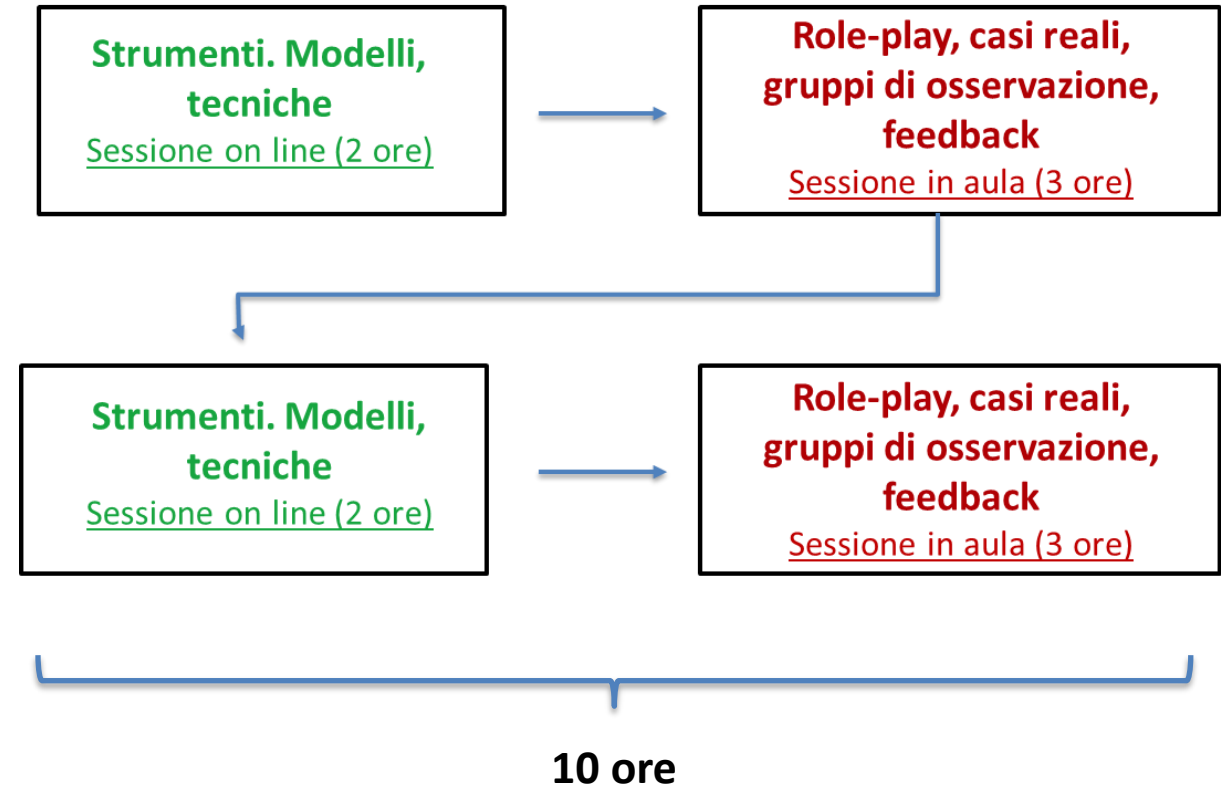 Strumenti. Modelli,
tecniche
Sessione on line (2 ore)
Role-play, casi reali,
gruppi di osservazione,
feedback
Sessione in aula (3 ore)
Strumenti. Modelli,
tecniche
Sessione on line (2 ore)
Role-play, casi reali,
gruppi di osservazione,
feedback
Sessione in aula (3 ore)
10 ore